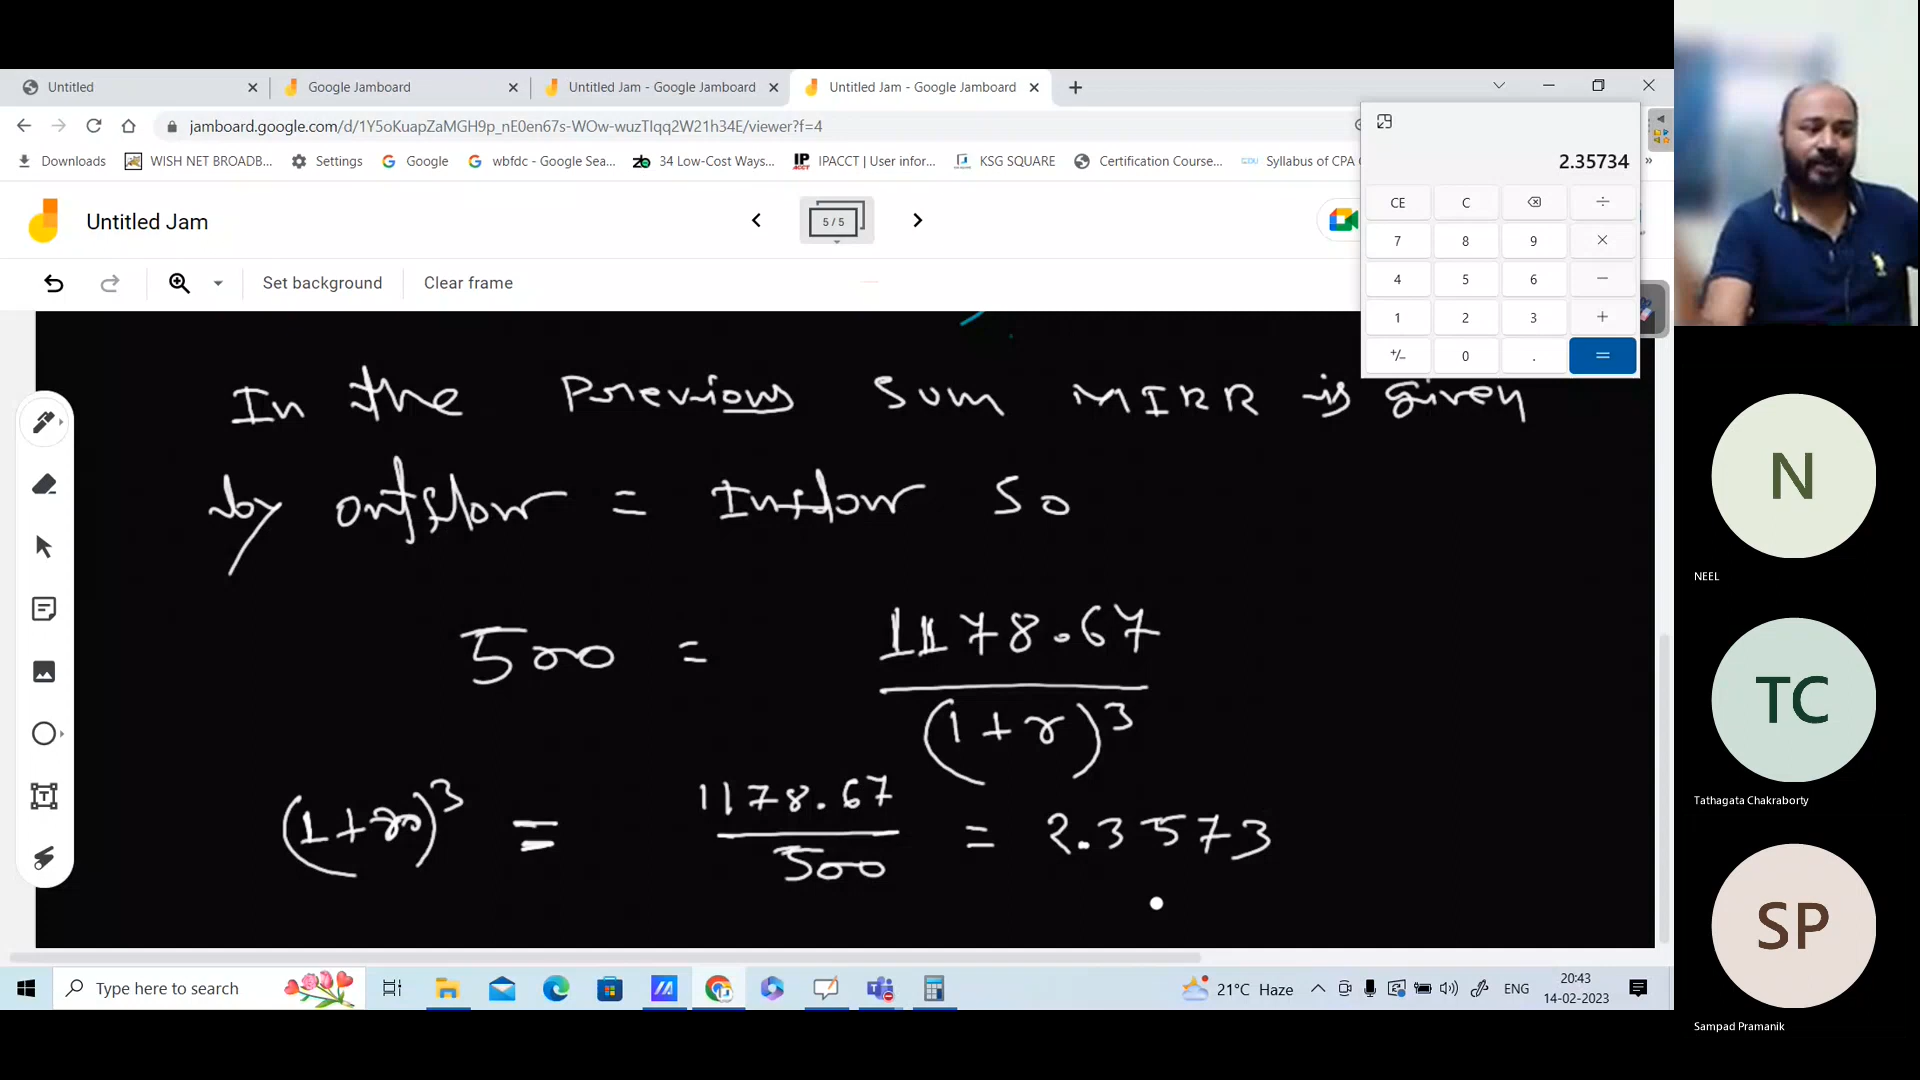 Untitled
Google Jamboard
Untitled Jam - Google Jamboard
Untitled Jam - Google Jamboard
jamboard.google.com/d/1Y5oKuapZaMGH9p_nE0en67s-WOw-wuzTlqq2W21h34E/viewer?f=4
Downloads
WISH NET BROADB...
Settings
Google
wbfdc - Google Sea...
34 Low-Cost Ways...
IPACCT | User infor...
KSG SQUARE
Certification Course...
Syllabus of CPA
»
Untitled Jam
5 / 5
Set background
Clear frame
2.35734
CE C ⌫ ÷
7 8 9 ×
4 5 6 −
1 2 3 +
+/− 0 . =
In the Previous Sum MIRR is given
by outflow = Inflow So
500 = 1178.67
(1+r)³
(1+r)³ = 1178.67 = 2.3573
500
Type here to search
21°C Haze
ENG
20:43
14-02-2023
N
NEEL
TC
Tathagata Chakraborty
SP
Sampad Pramanik